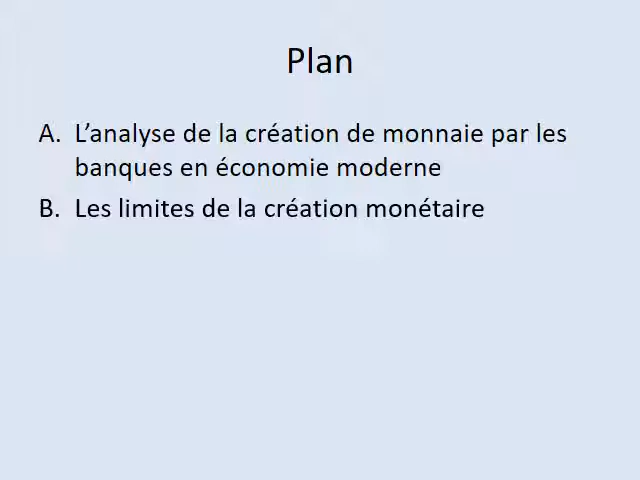 Plan
A. L’analyse de la création de monnaie par les
banques en économie moderne
B. Les limites de la création monétaire